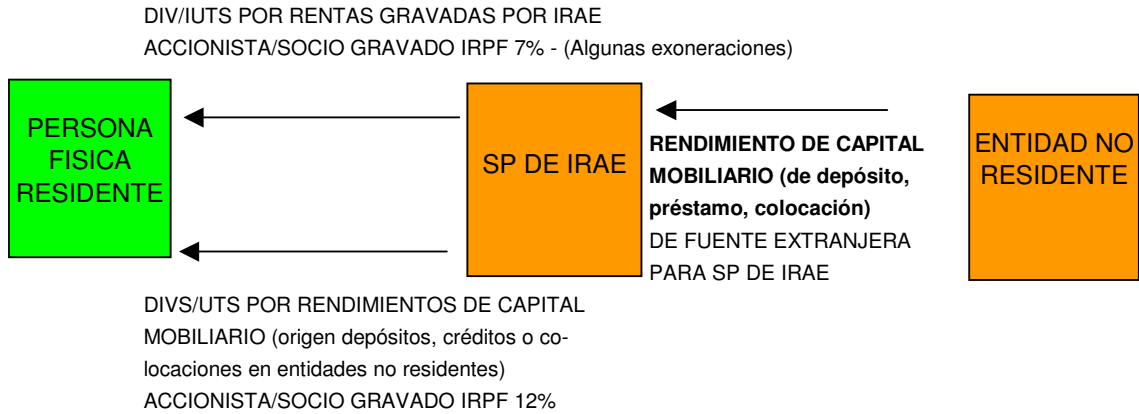 DIV/IUTS POR RENTAS GRAVADAS POR IRAE
ACCIONISTA/SOCIO GRAVADO IRPF 7% - (Algunas exoneraciones)
PERSONA
FISICA
RESIDENTE
SP DE IRAE
RENDIMIENTO DE CAPITAL
MOBILIARIO (de depósito,
préstamo, colocación)
DE FUENTE EXTRANJERA
PARA SP DE IRAE
ENTIDAD NO
RESIDENTE
DIVS/UTS POR RENDIMIENTOS DE CAPITAL
MOBILIARIO (origen depósitos, créditos o co-
locaciones en entidades no residentes)
ACCIONISTA/SOCIO GRAVADO IRPF 12%